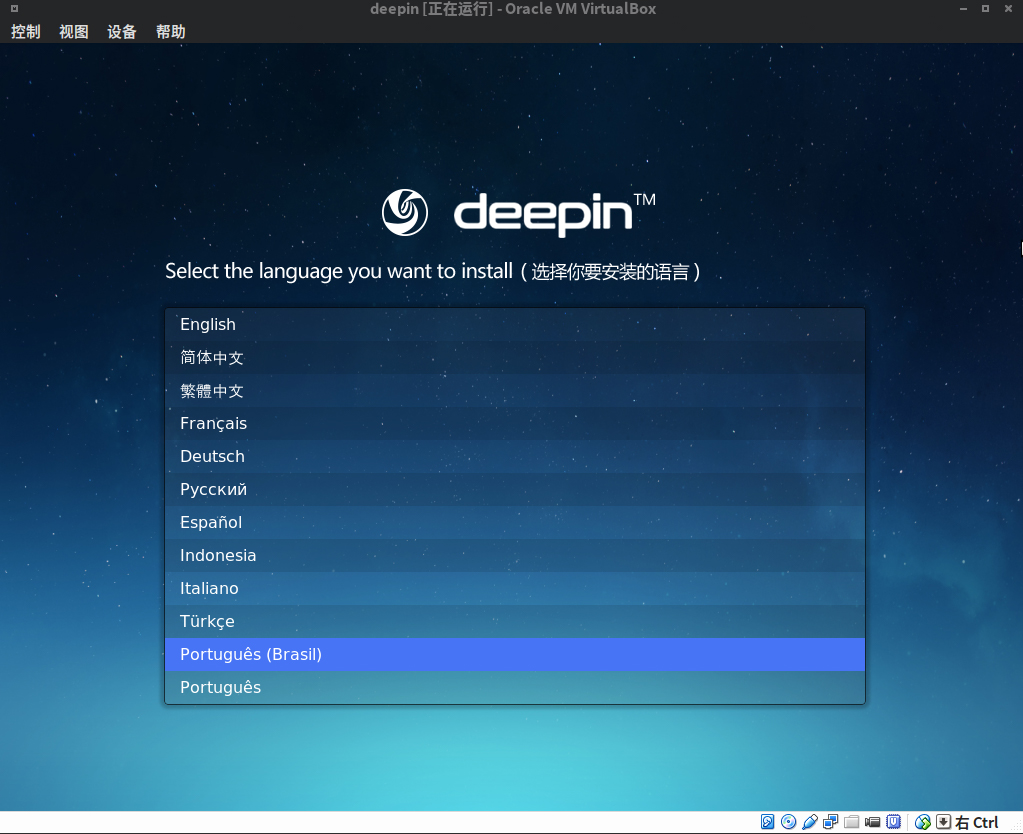 deepin [正在运行] - Oracle VM VirtualBox
控制 视图 设备 帮助
deepin™
Select the language you want to install ( 选择你要安装的语言 )
English
简体中文
繁體中文
Français
Deutsch
Русский
Español
Indonesia
Italiano
Türkçe
Português (Brasil)
Português
右 Ctrl